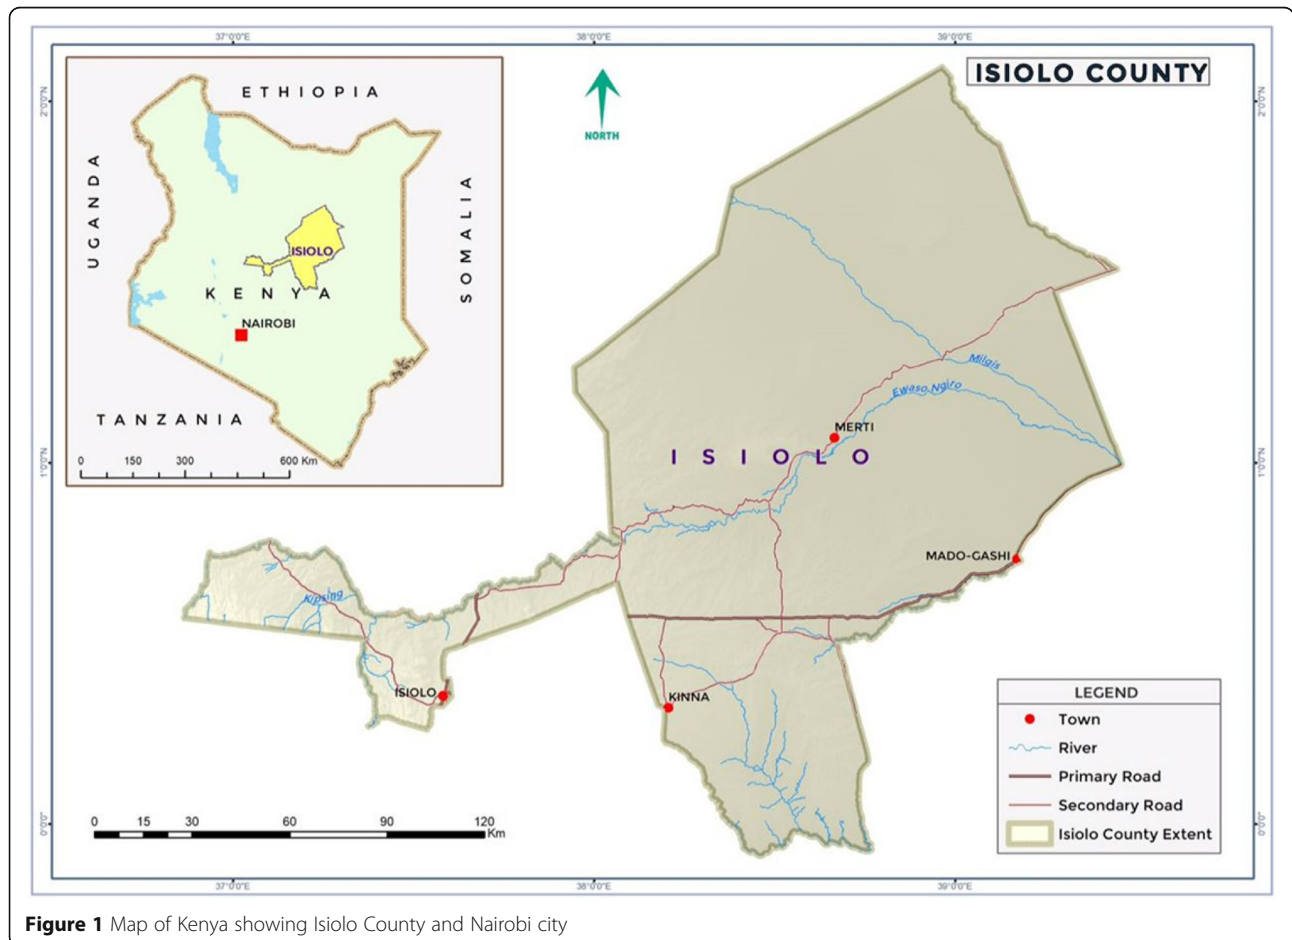 37°0'0"E
38°0'0"E
39°0'0"E
ISIOLO COUNTY
2°0'0"N
2°0'0"N
ETHIOPIA
NORTH
UGANDA
SOMALIA
ISIOLO
KENYA
NAIROBI
TANZANIA
0 150 300 600 Km
Milgis
Ewaso Ngiro
MERTI
ISIOLO
1°0'0"N
1°0'0"N
MADO-GASHI
Kipsing
ISIOLO
KINNA
LEGEND
Town
River
Primary Road
Secondary Road
Isiolo County Extent
0 15 30 60 90 120
Km
0°0'0"
0°0'0"
37°0'0"E
38°0'0"E
39°0'0"E
Figure 1 Map of Kenya showing Isiolo County and Nairobi city